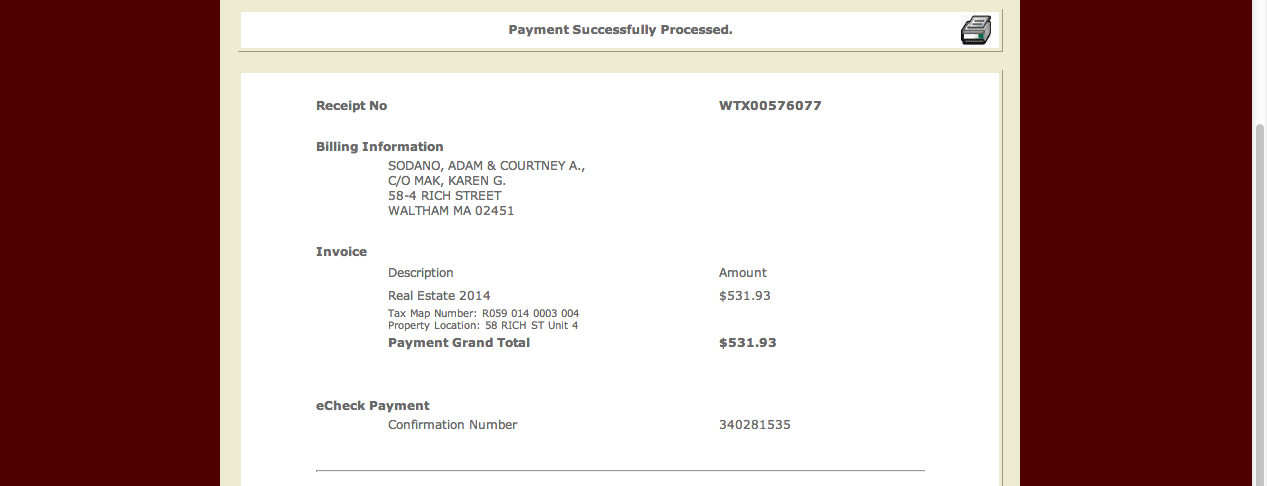 Payment Successfully Processed.
Receipt No WTX00576077
Billing Information
SODANO, ADAM & COURTNEY A.,
C/O MAK, KAREN G.
58-4 RICH STREET
WALTHAM MA 02451
Invoice
Description Amount
Real Estate 2014 $531.93
Tax Map Number: R059 014 0003 004
Property Location: 58 RICH ST Unit 4
Payment Grand Total $531.93
eCheck Payment
Confirmation Number 340281535